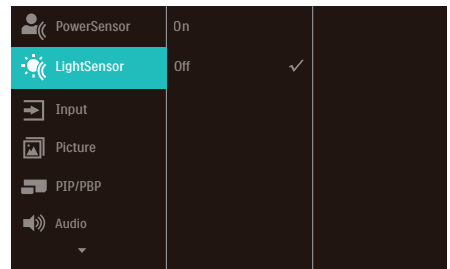 PowerSensor
On
LightSensor
Off
Input
Picture
PIP/PBP
Audio